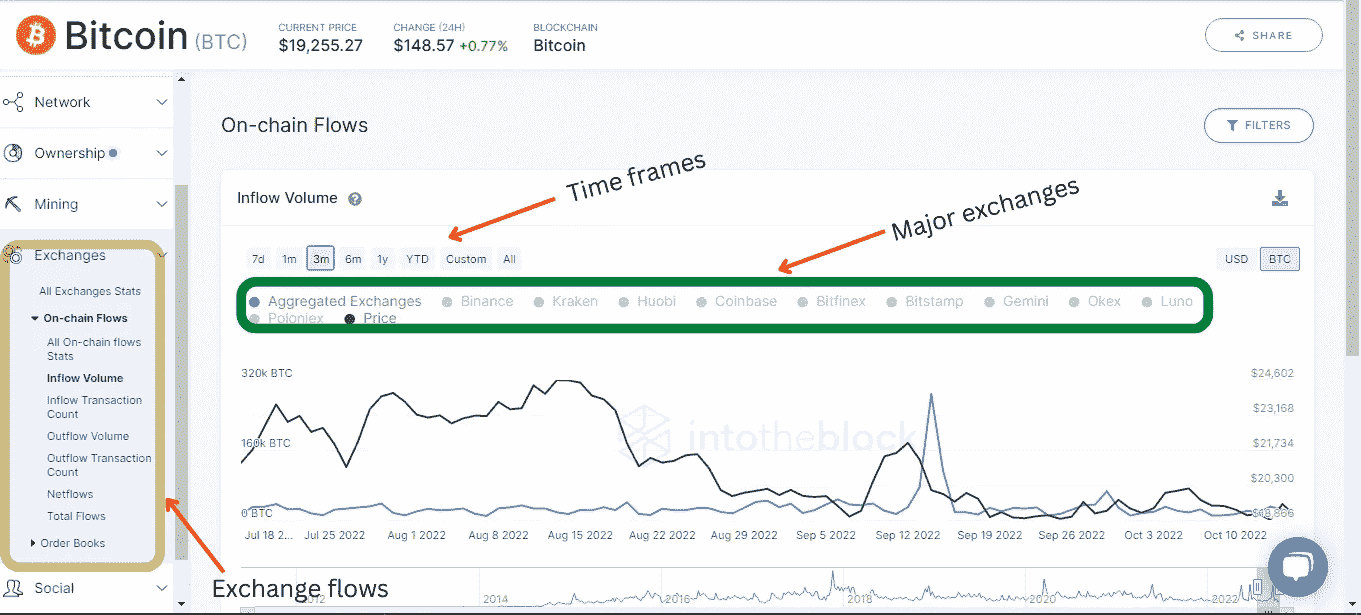 Bitcoin (BTC)
CURRENT PRICE
$19,255.27
CHANGE (24H)
$148.57 +0.77%
BLOCKCHAIN
Bitcoin
SHARE
Network
Ownership
Mining
Exchanges
All Exchanges Stats
On-chain Flows
All On-chain flows
Stats
Inflow Volume
Inflow Transaction
Count
Outflow Volume
Outflow Transaction
Count
Netflows
Total Flows
Order Books
Social
On-chain Flows
FILTERS
Inflow Volume
Time frames
Major exchanges
7d 1m 3m 6m 1y YTD Custom All
USD BTC
Aggregated Exchanges Binance Kraken Huobi Coinbase Bitfinex Bitstamp Gemini Okex Luno
Poloniex Price
320k BTC
160k BTC
0 BTC
$24,602
$23,168
$21,734
$20,300
$18,866
intotheblock
Jul 18 2... Jul 25 2022 Aug 1 2022 Aug 8 2022 Aug 15 2022 Aug 22 2022 Aug 29 2022 Sep 5 2022 Sep 12 2022 Sep 19 2022 Sep 26 2022 Oct 3 2022 Oct 10 2022
Exchange flows
2012 2014 2016 2018 2020 2022